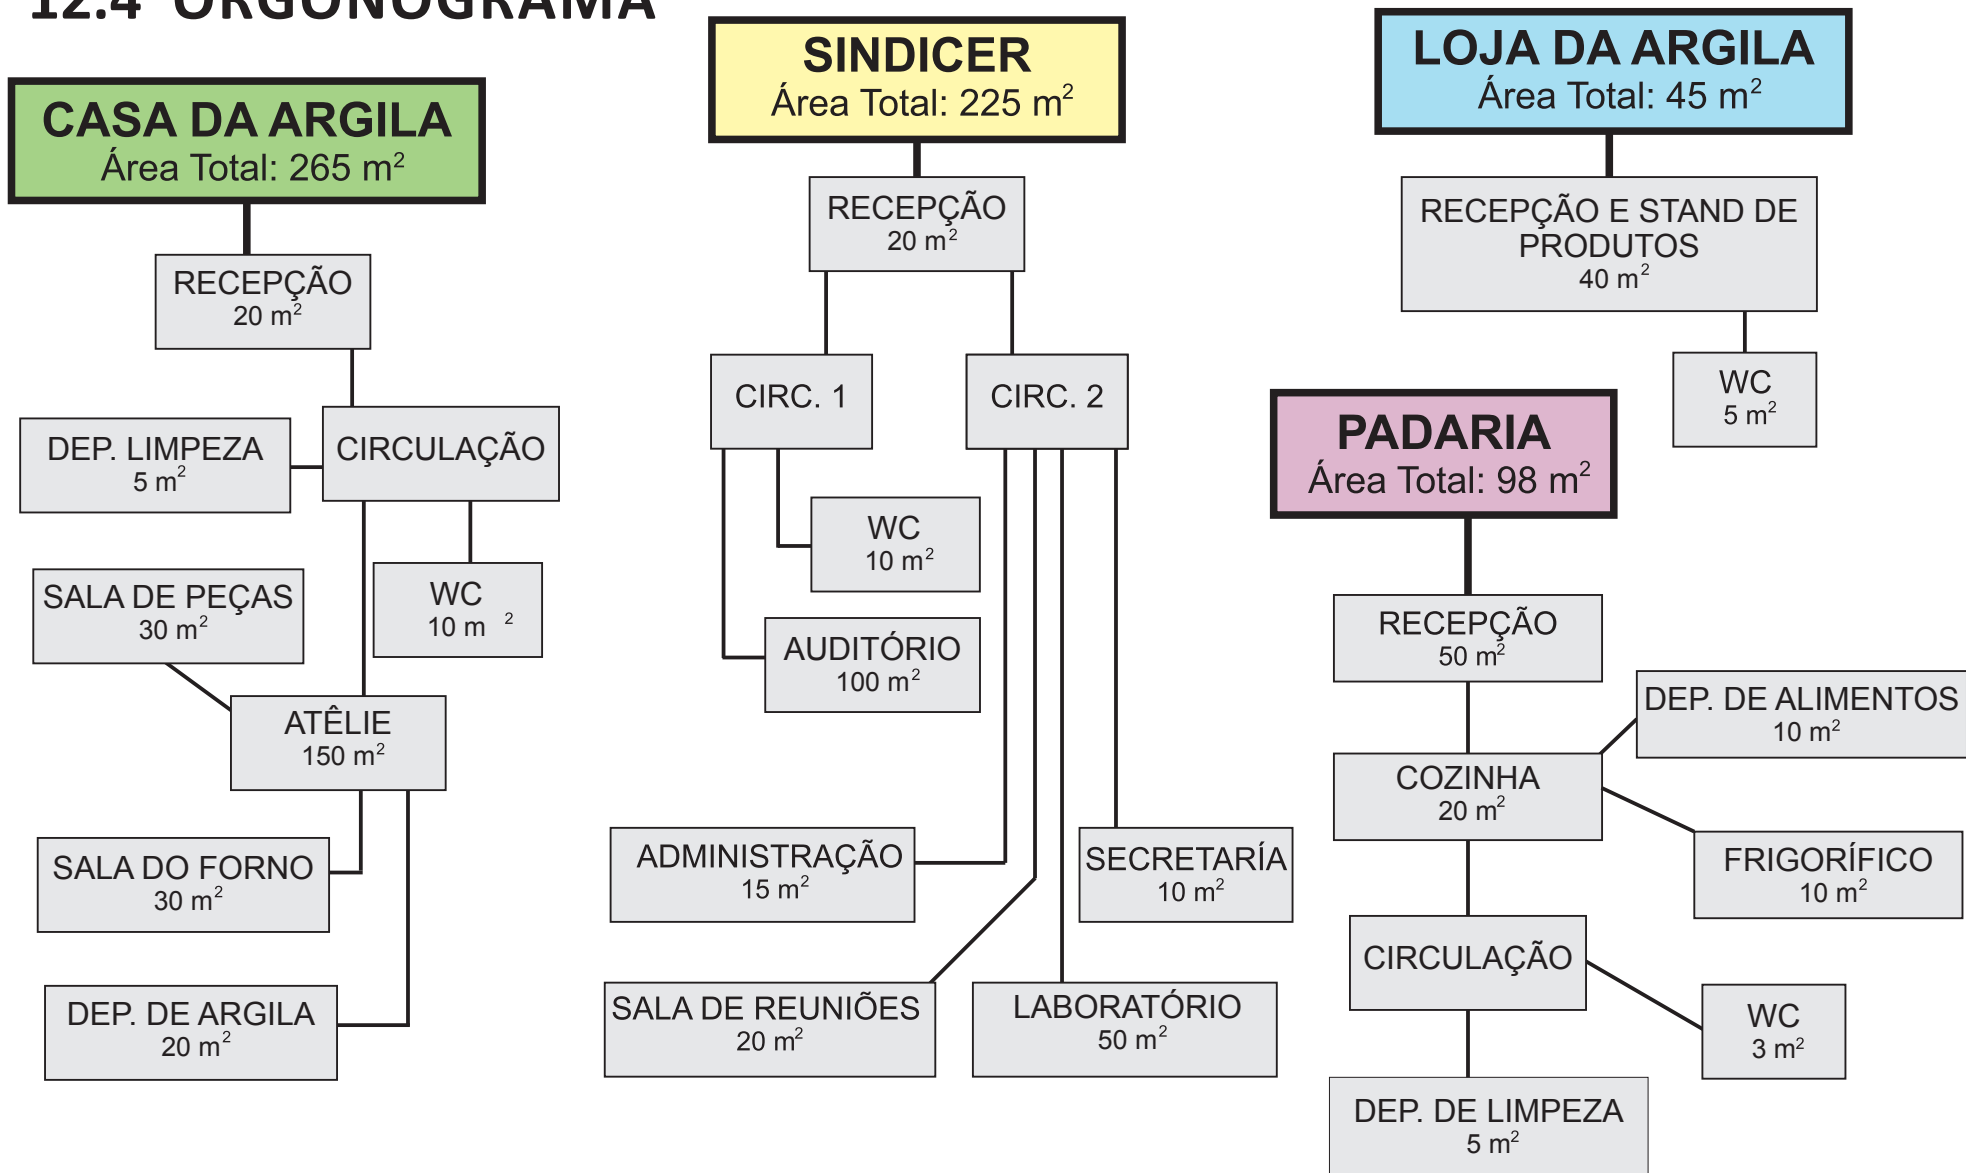 12.4 ORGONOGRAMA
CASA DA ARGILA
Área Total: 265 m²
RECEPÇÃO
20 m²
DEP. LIMPEZA
5 m²
CIRCULAÇÃO
SALA DE PEÇAS
30 m²
WC
10 m ²
ATÊLIE
150 m²
SALA DO FORNO
30 m²
DEP. DE ARGILA
20 m²
SINDICER
Área Total: 225 m²
RECEPÇÃO
20 m²
CIRC. 1
CIRC. 2
WC
10 m²
AUDITÓRIO
100 m²
ADMINISTRAÇÃO
15 m²
SECRETARÍA
10 m²
SALA DE REUNIÕES
20 m²
LABORATÓRIO
50 m²
LOJA DA ARGILA
Área Total: 45 m²
RECEPÇÃO E STAND DE
PRODUTOS
40 m²
WC
5 m²
PADARIA
Área Total: 98 m²
RECEPÇÃO
50 m²
DEP. DE ALIMENTOS
10 m²
COZINHA
20 m²
FRIGORÍFICO
10 m²
CIRCULAÇÃO
WC
3 m²
DEP. DE LIMPEZA
5 m²